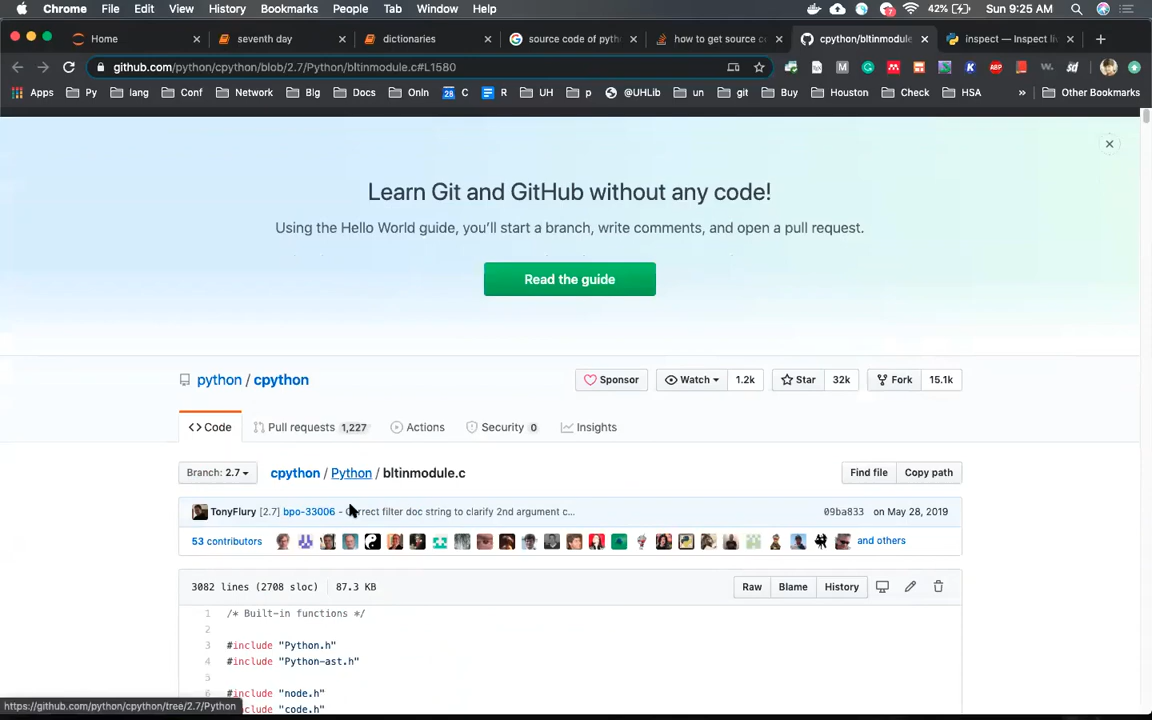 Chrome File Edit View History Bookmarks People Tab Window Help 7 42% Sun 9:25 AM
Home seventh day dictionaries source code of pyth how to get source c cpython/bltinmodule inspect — Inspect li
github.com/python/cpython/blob/2.7/Python/bltinmodule.c#L1580
Apps Py lang Conf Network Big Docs OnIn 28 C R UH p @UHLib un git Buy Houston Check HSA » Other Bookmarks
Learn Git and GitHub without any code!
Using the Hello World guide, you’ll start a branch, write comments, and open a pull request.
Read the guide
python / cpython Sponsor Watch 1.2k Star 32k Fork 15.1k
<> Code Pull requests 1,227 Actions Security 0 Insights
Branch: 2.7 cpython / Python / bltinmodule.c Find file Copy path
TonyFlury [2.7] bpo-33006 - Correct filter doc string to clarify 2nd argument c… 09ba833 on May 28, 2019
53 contributors and others
3082 lines (2708 sloc) 87.3 KB Raw Blame History
1 /* Built-in functions */
2
3 #include "Python.h"
4 #include "Python-ast.h"
5
6 #include "node.h"
#include "code.h"
https://github.com/python/cpython/tree/2.7/Python